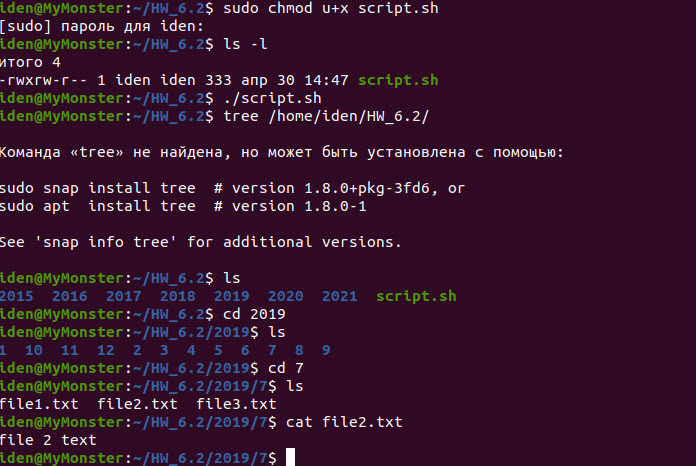 iden@MyMonster:~/HW_6.2$ sudo chmod u+x script.sh
[sudo] пароль для iden:
iden@MyMonster:~/HW_6.2$ ls -l
итого 4
-rwxrw-r-- 1 iden iden 333 апр 30 14:47 script.sh
iden@MyMonster:~/HW_6.2$ ./script.sh
iden@MyMonster:~/HW_6.2$ tree /home/iden/HW_6.2/
Команда «tree» не найдена, но может быть установлена с помощью:
sudo snap install tree  # version 1.8.0+pkg-3fd6, or
sudo apt  install tree  # version 1.8.0-1
See 'snap info tree' for additional versions.
iden@MyMonster:~/HW_6.2$ ls
2015  2016  2017  2018  2019  2020  2021  script.sh
iden@MyMonster:~/HW_6.2$ cd 2019
iden@MyMonster:~/HW_6.2/2019$ ls
1  10  11  12  2  3  4  5  6  7  8  9
iden@MyMonster:~/HW_6.2/2019$ cd 7
iden@MyMonster:~/HW_6.2/2019/7$ ls
file1.txt  file2.txt  file3.txt
iden@MyMonster:~/HW_6.2/2019/7$ cat file2.txt
file 2 text
iden@MyMonster:~/HW_6.2/2019/7$